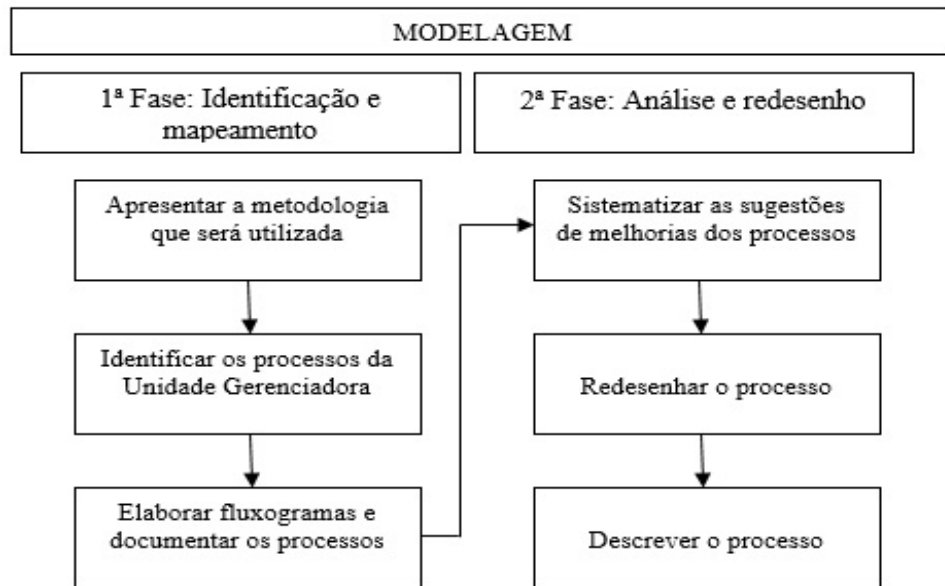 MODELAGEM
1ª Fase: Identificação e
mapeamento
2ª Fase: Análise e redesenho
Apresentar a metodologia
que será utilizada
Identificar os processos da
Unidade Gerenciadora
Elaborar fluxogramas e
documentar os processos
Sistematizar as sugestões
de melhorias dos processos
Redesenhar o processo
Descrever o processo